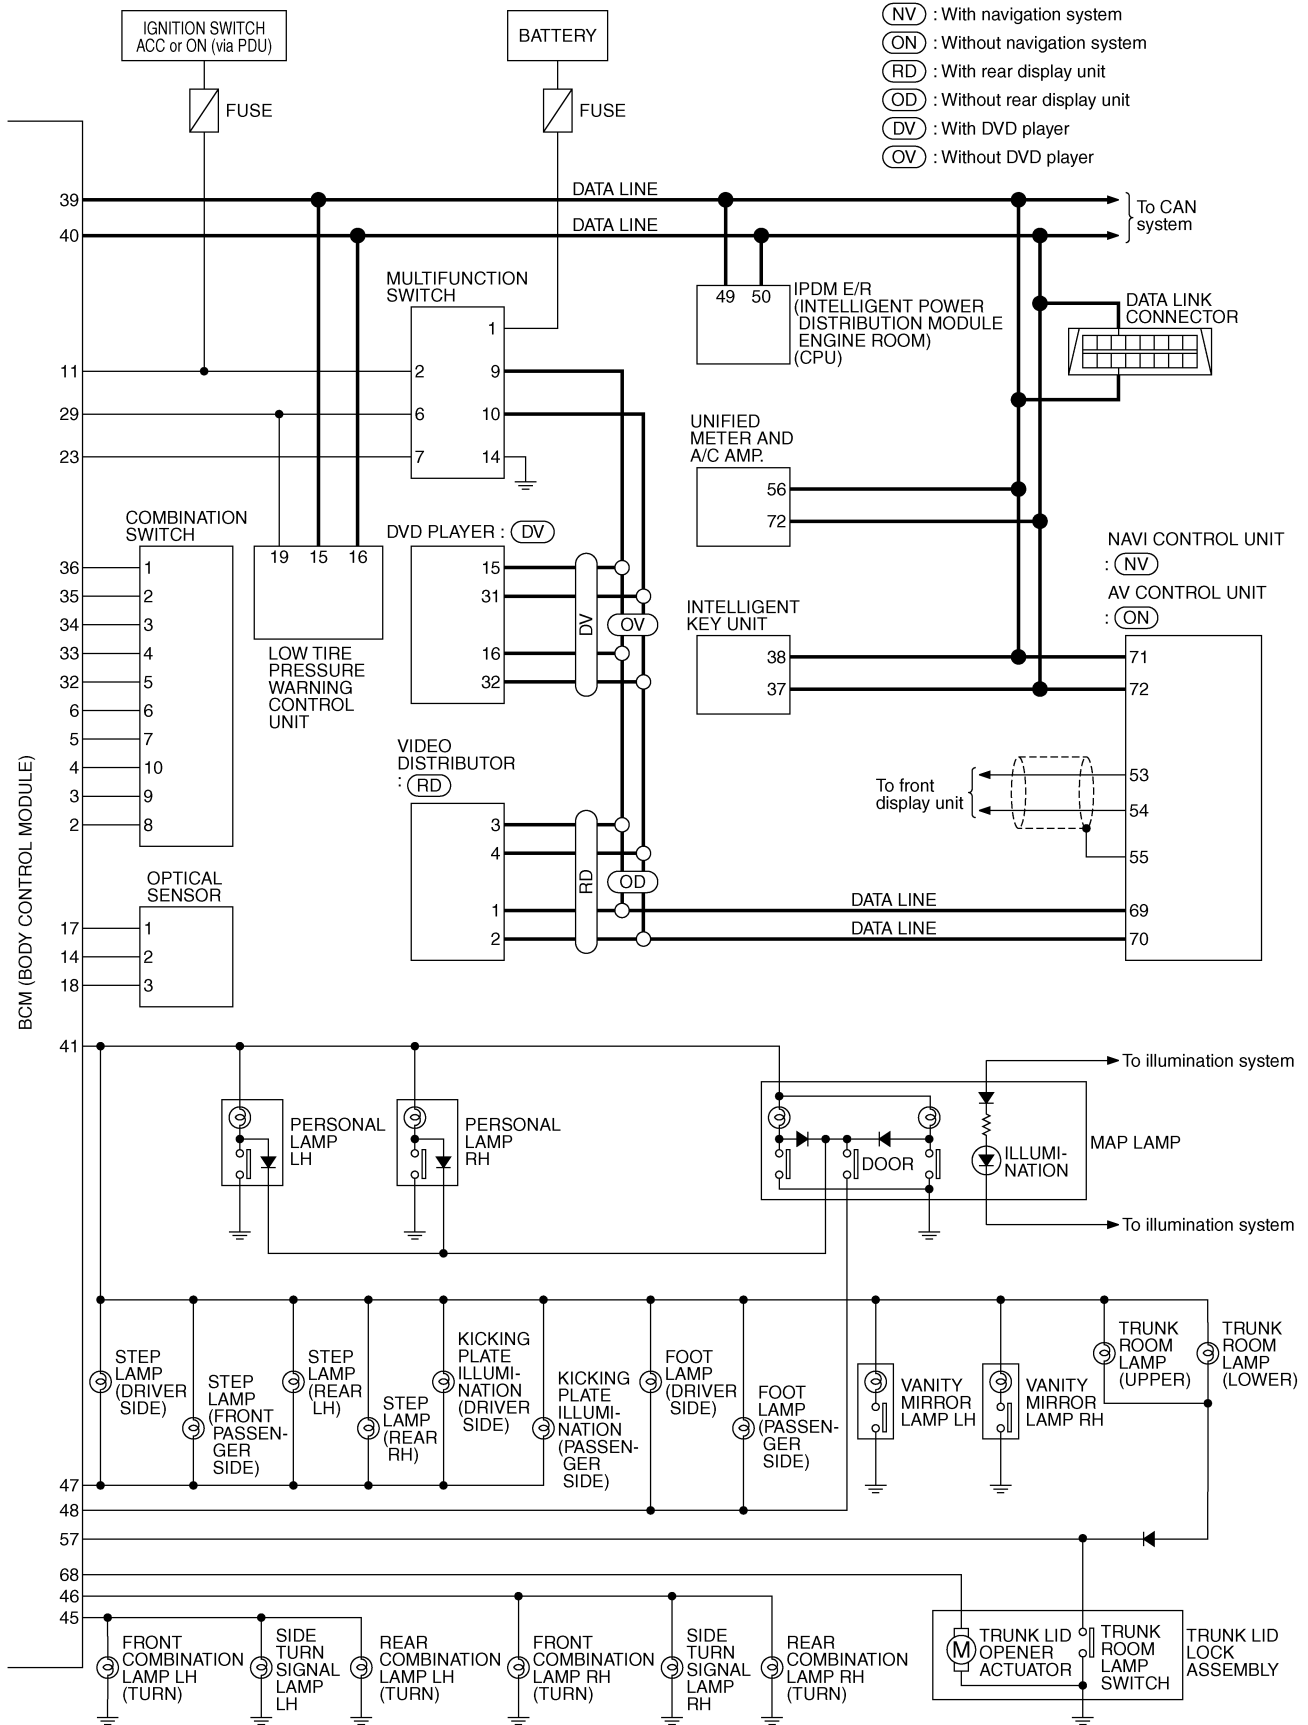 IGNITION SWITCH
ACC or ON (via PDU)
BATTERY
FUSE
FUSE
NV : With navigation system
ON : Without navigation system
RD : With rear display unit
OD : Without rear display unit
DV : With DVD player
OV : Without DVD player
39
DATA LINE
40
DATA LINE
To CAN
system
MULTIFUNCTION
SWITCH
1
11
2
9
29
6
10
23
7
14
49 50
IPDM E/R
(INTELLIGENT POWER
DISTRIBUTION MODULE
ENGINE ROOM)
(CPU)
DATA LINK
CONNECTOR
UNIFIED
METER AND
A/C AMP.
56
72
COMBINATION
SWITCH
36 1
35 2
34 3
33 4
32 5
6 6
5 7
4 10
3 9
2 8
19 15 16
LOW TIRE
PRESSURE
WARNING
CONTROL
UNIT
DVD PLAYER : DV
15
31
16
32
DV
OV
INTELLIGENT
KEY UNIT
38
37
NAVI CONTROL UNIT
: NV
AV CONTROL UNIT
: ON
71
72
53
54
55
69
70
To front
display unit
VIDEO
DISTRIBUTOR
: RD
3
4
1
2
RD
OD
DATA LINE
DATA LINE
BCM (BODY CONTROL MODULE)
OPTICAL
SENSOR
17 1
14 2
18 3
41
PERSONAL
LAMP
LH
PERSONAL
LAMP
RH
DOOR
ILLUMI-
NATION
MAP LAMP
To illumination system
To illumination system
STEP
LAMP
(DRIVER
SIDE)
STEP
LAMP
(FRONT
PASSEN-
GER
SIDE)
STEP
LAMP
(REAR
LH)
STEP
LAMP
(REAR
RH)
KICKING
PLATE
ILLUMI-
NATION
(DRIVER
SIDE)
KICKING
PLATE
ILLUMI-
NATION
(PASSEN-
GER
SIDE)
FOOT
LAMP
(DRIVER
SIDE)
FOOT
LAMP
(PASSEN-
GER
SIDE)
VANITY
MIRROR
LAMP LH
VANITY
MIRROR
LAMP RH
TRUNK
ROOM
LAMP
(UPPER)
TRUNK
ROOM
LAMP
(LOWER)
47
48
57
68
46
45
FRONT
COMBINATION
LAMP LH
(TURN)
SIDE
TURN
SIGNAL
LAMP
LH
REAR
COMBINATION
LAMP LH
(TURN)
FRONT
COMBINATION
LAMP RH
(TURN)
SIDE
TURN
SIGNAL
LAMP
RH
REAR
COMBINATION
LAMP RH
(TURN)
M
TRUNK LID
OPENER
ACTUATOR
TRUNK
ROOM
LAMP
SWITCH
TRUNK LID
LOCK
ASSEMBLY